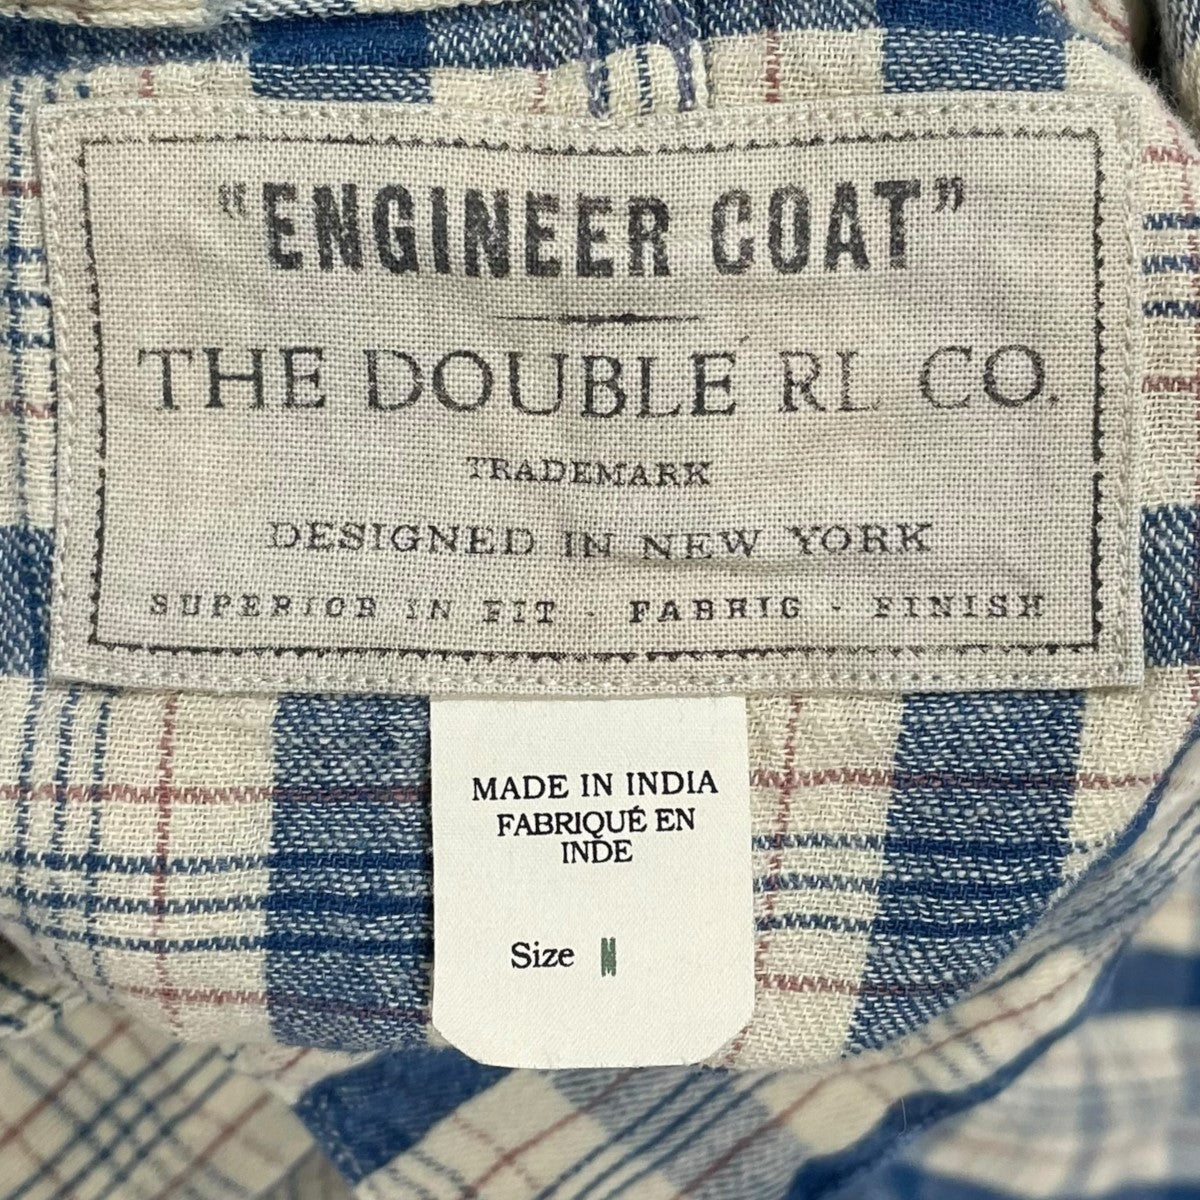 "ENGINEER COAT"
THE DOUBLE RL CO.
TRADEMARK
DESIGNED IN NEW YORK
SUPERIOR IN FIT - FABRIC - FINISH
MADE IN INDIA
FABRIQUÉ EN
INDE
Size